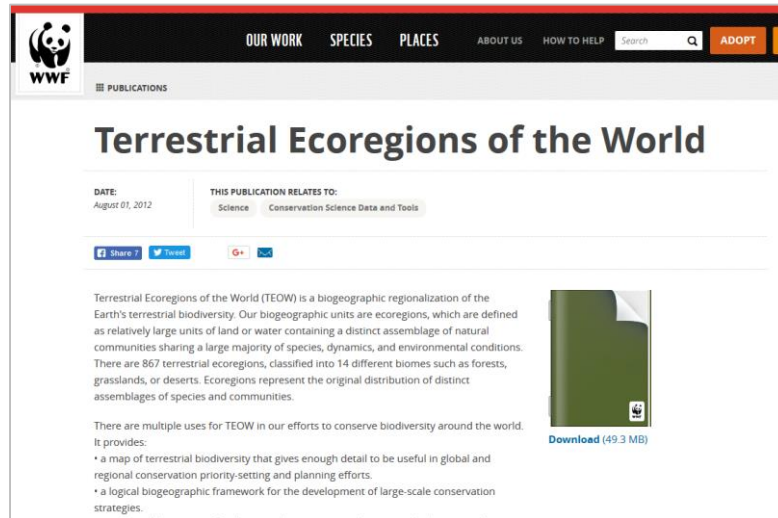 OUR WORK SPECIES PLACES ABOUT US HOW TO HELP Search ADOPT
WWF
PUBLICATIONS
Terrestrial Ecoregions of the World
DATE:
August 01, 2012
THIS PUBLICATION RELATES TO:
Science Conservation Science Data and Tools
Share 7 Tweet G+
Terrestrial Ecoregions of the World (TEOW) is a biogeographic regionalization of the
Earth's terrestrial biodiversity. Our biogeographic units are ecoregions, which are defined
as relatively large units of land or water containing a distinct assemblage of natural
communities sharing a large majority of species, dynamics, and environmental conditions.
There are 867 terrestrial ecoregions, classified into 14 different biomes such as forests,
grasslands, or deserts. Ecoregions represent the original distribution of distinct
assemblages of species and communities.
There are multiple uses for TEOW in our efforts to conserve biodiversity around the world.
It provides:
• a map of terrestrial biodiversity that gives enough detail to be useful in global and
regional conservation priority-setting and planning efforts.
• a logical biogeographic framework for the development of large-scale conservation
strategies.
Download (49.3 MB)